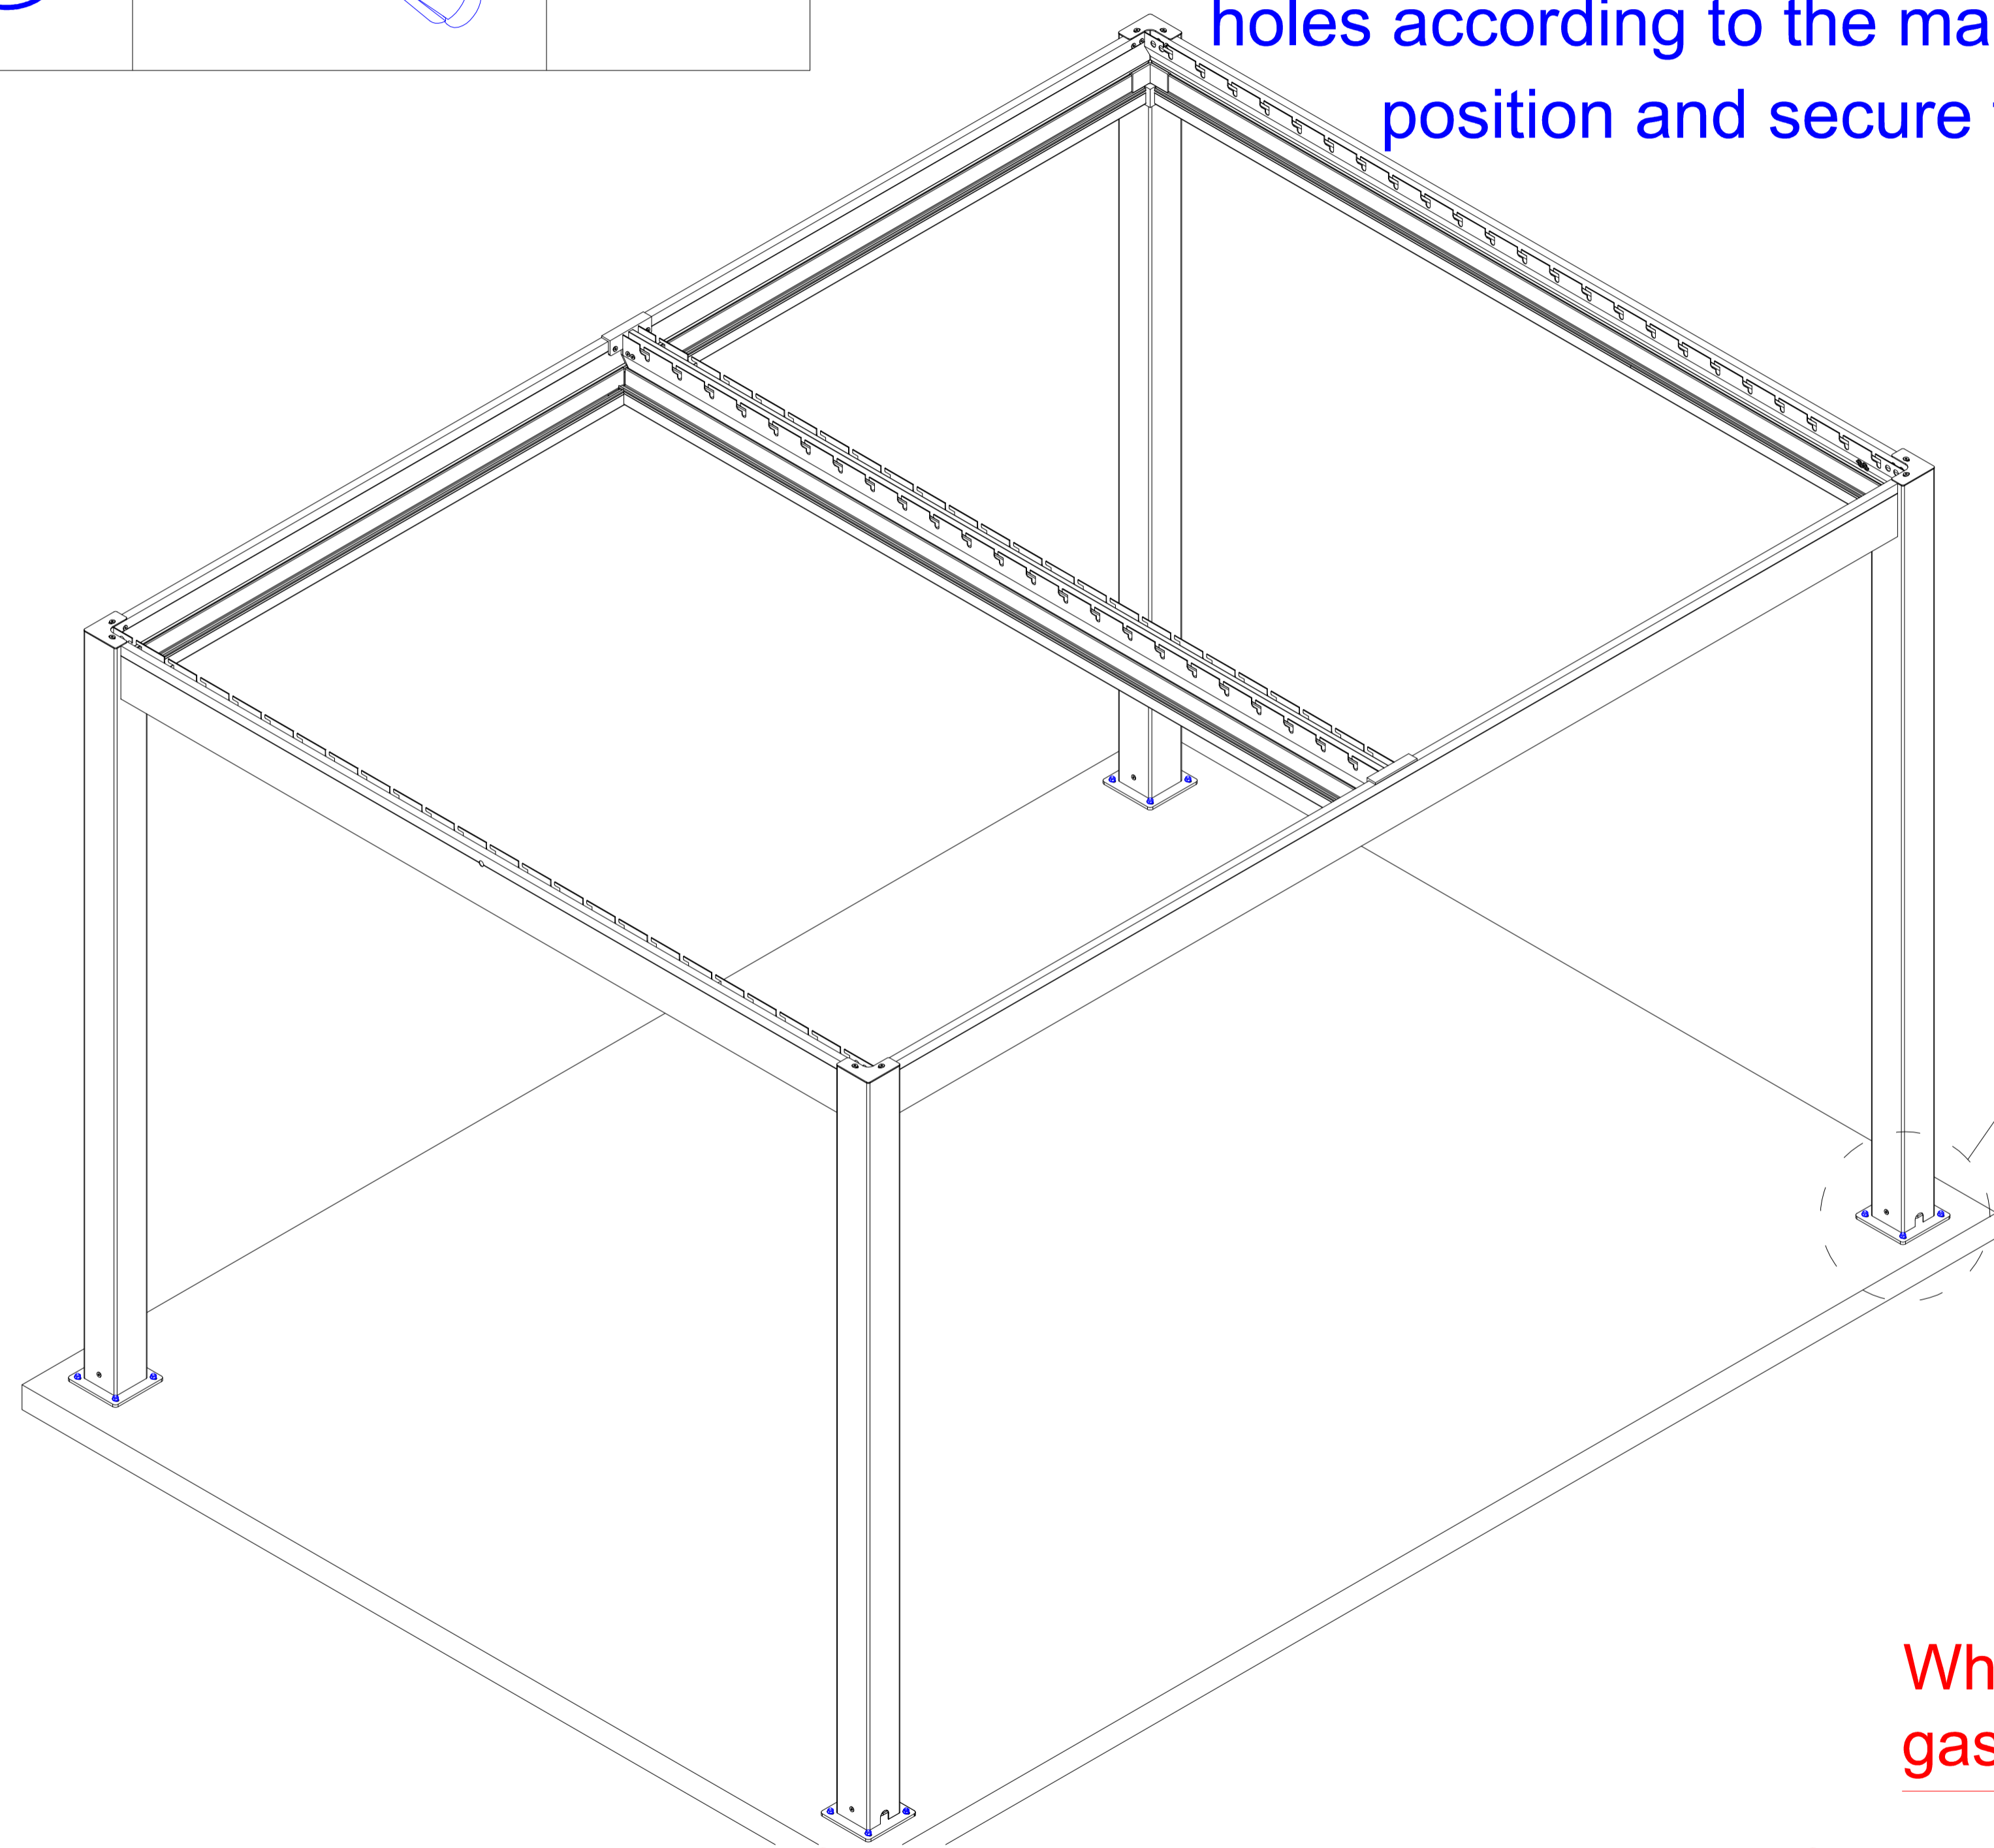 holes according to the ma
position and secure
Wh
gas